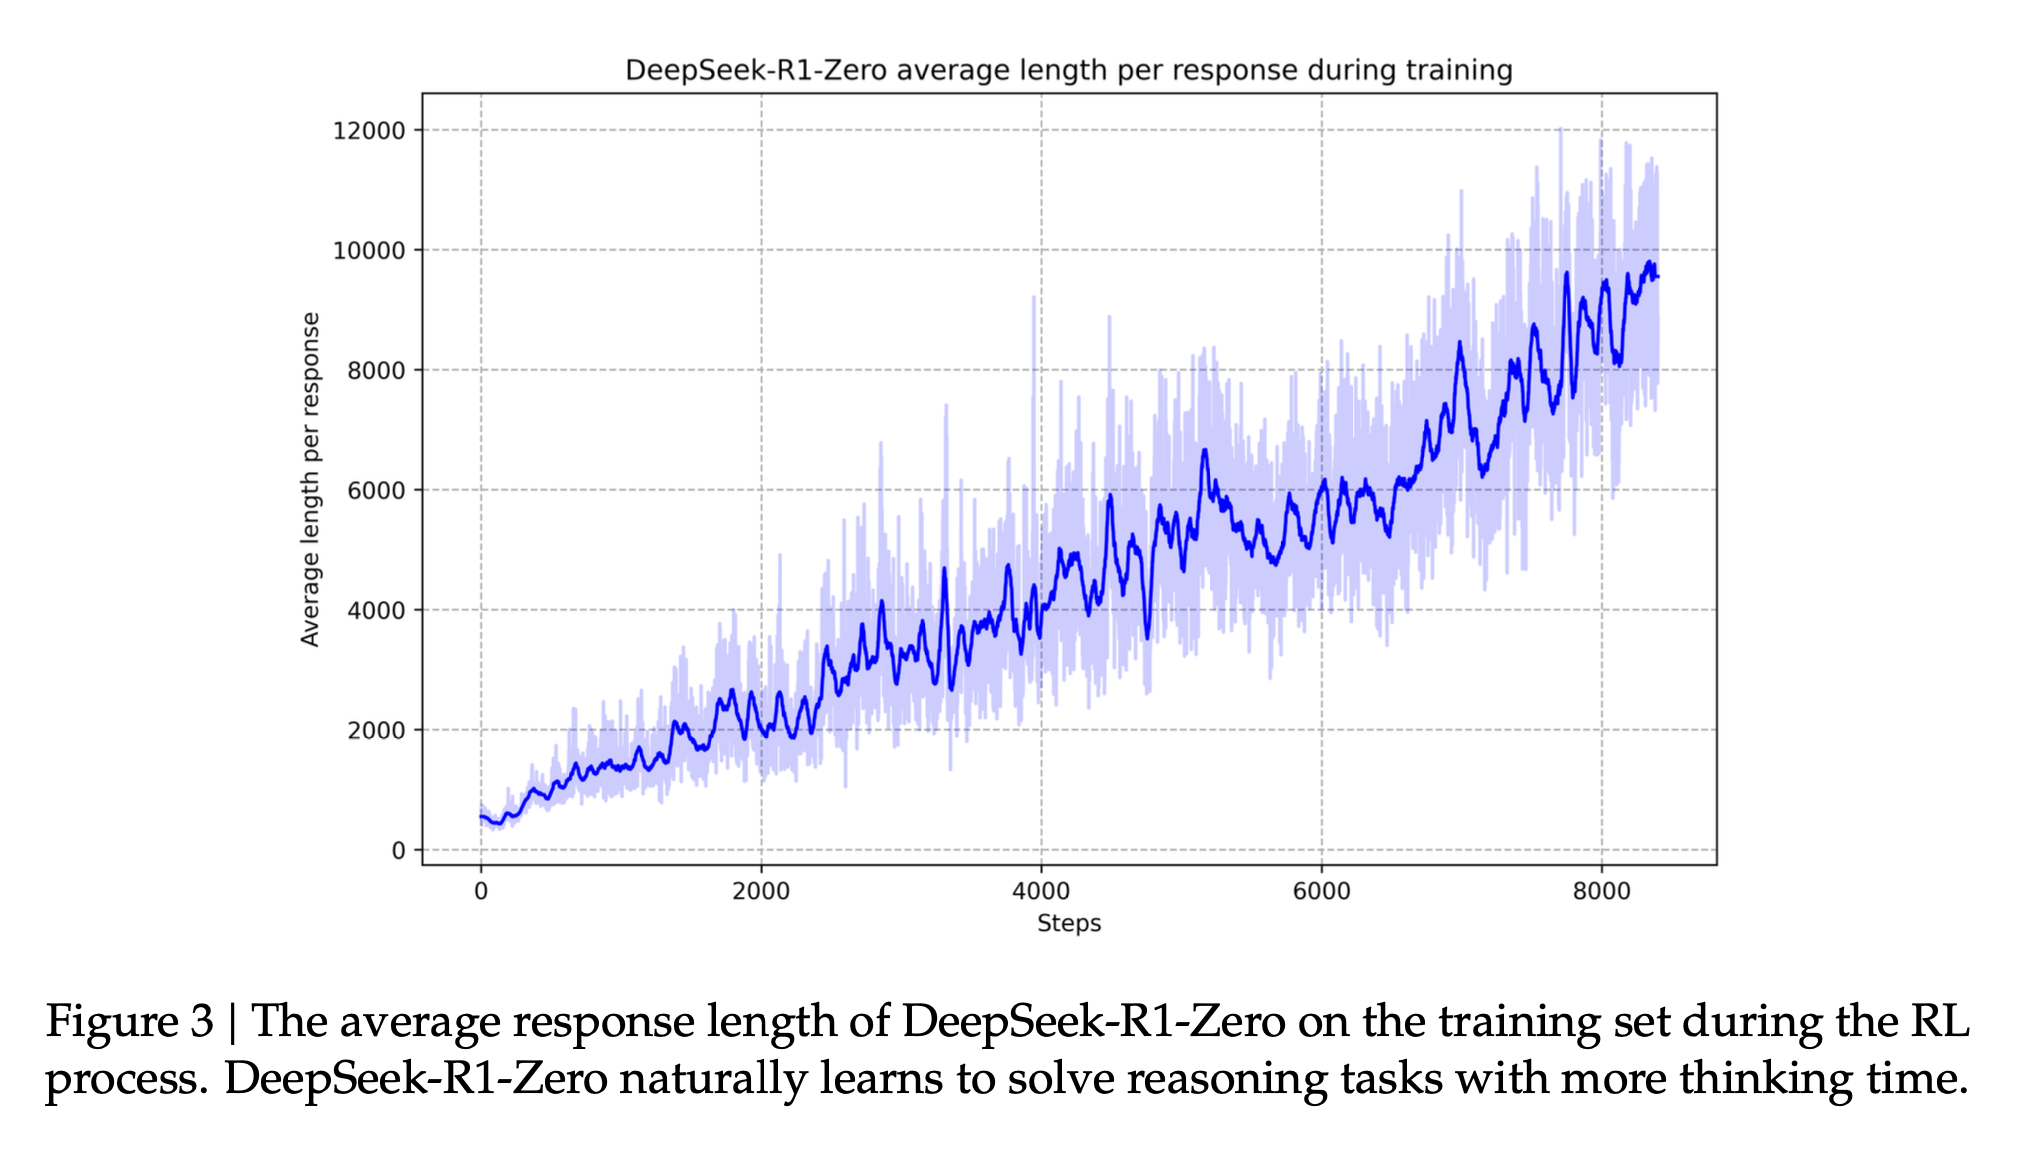 DeepSeek-R1-Zero average length per response during training
Average length per response
12000
10000
8000
6000
4000
2000
0
0 2000 4000 6000 8000
Steps
Figure 3 | The average response length of DeepSeek-R1-Zero on the training set during the RL
process. DeepSeek-R1-Zero naturally learns to solve reasoning tasks with more thinking time.